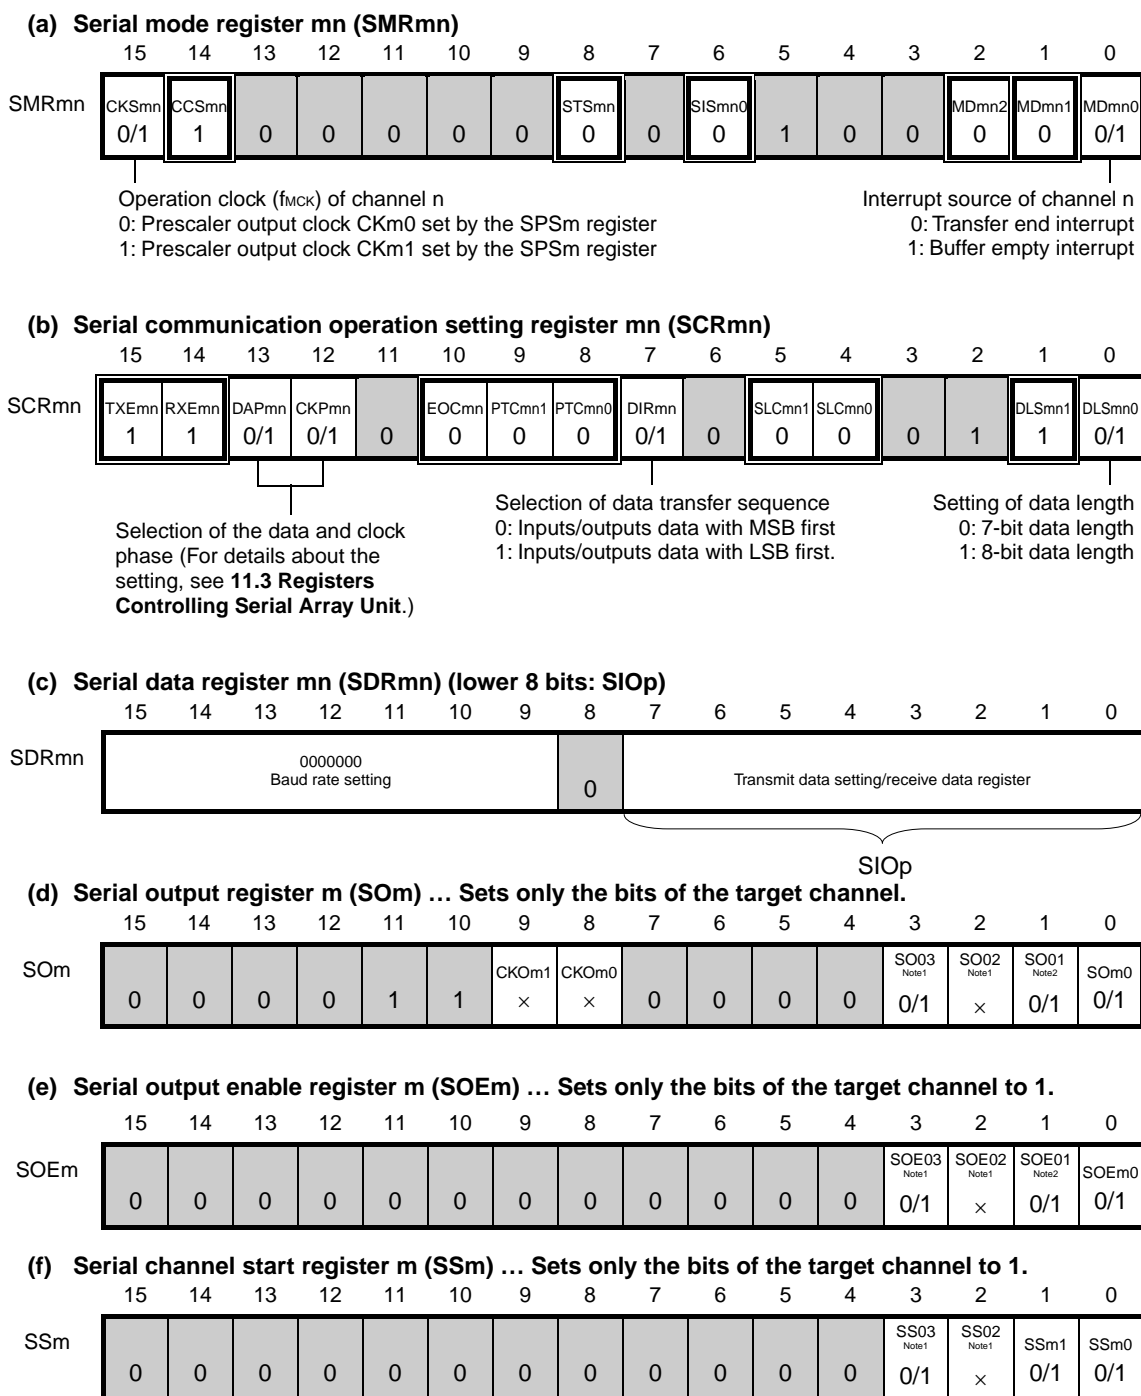 (a) Serial mode register mn (SMRmn)
15 14 13 12 11 10 9 8 7 6 5 4 3 2 1 0
SMRmn
CKSmn CCSmn STSmn SISmn0 MDmn2 MDmn1 MDmn0
0/1 1 0 0 0 0 0 0 0 0 1 0 0 0 0 0/1
Operation clock (fMCK) of channel n
0: Prescaler output clock CKm0 set by the SPSm register
1: Prescaler output clock CKm1 set by the SPSm register
Interrupt source of channel n
0: Transfer end interrupt
1: Buffer empty interrupt
(b) Serial communication operation setting register mn (SCRmn)
15 14 13 12 11 10 9 8 7 6 5 4 3 2 1 0
SCRmn
TXEmn RXEmn DAPmn CKPmn EOCmn PTCmn1 PTCmn0 DIRmn SLCmn1 SLCmn0 DLSmn1 DLSmn0
1 1 0/1 0/1 0 0 0 0 0/1 0 0 0 0 1 1 0/1
Selection of the data and clock
phase (For details about the
setting, see 11.3 Registers
Controlling Serial Array Unit.)
Selection of data transfer sequence
0: Inputs/outputs data with MSB first
1: Inputs/outputs data with LSB first.
Setting of data length
0: 7-bit data length
1: 8-bit data length
(c) Serial data register mn (SDRmn) (lower 8 bits: SIOp)
15 14 13 12 11 10 9 8 7 6 5 4 3 2 1 0
SDRmn
0000000
Baud rate setting
0
Transmit data setting/receive data register
SIOp
(d) Serial output register m (SOm) … Sets only the bits of the target channel.
15 14 13 12 11 10 9 8 7 6 5 4 3 2 1 0
SOm
CKOm1 CKOm0 SO03 SO02 SO01 SOm0
Note1 Note1 Note2
0 0 0 0 1 1 × × 0 0 0 0 0/1 × 0/1 0/1
(e) Serial output enable register m (SOEm) … Sets only the bits of the target channel to 1.
15 14 13 12 11 10 9 8 7 6 5 4 3 2 1 0
SOEm
SOE03 SOE02 SOE01 SOEm0
Note1 Note1 Note2
0 0 0 0 0 0 0 0 0 0 0 0 0/1 × 0/1 0/1
(f) Serial channel start register m (SSm) … Sets only the bits of the target channel to 1.
15 14 13 12 11 10 9 8 7 6 5 4 3 2 1 0
SSm
SS03 SS02 SSm1 SSm0
Note1 Note1
0 0 0 0 0 0 0 0 0 0 0 0 0/1 × 0/1 0/1